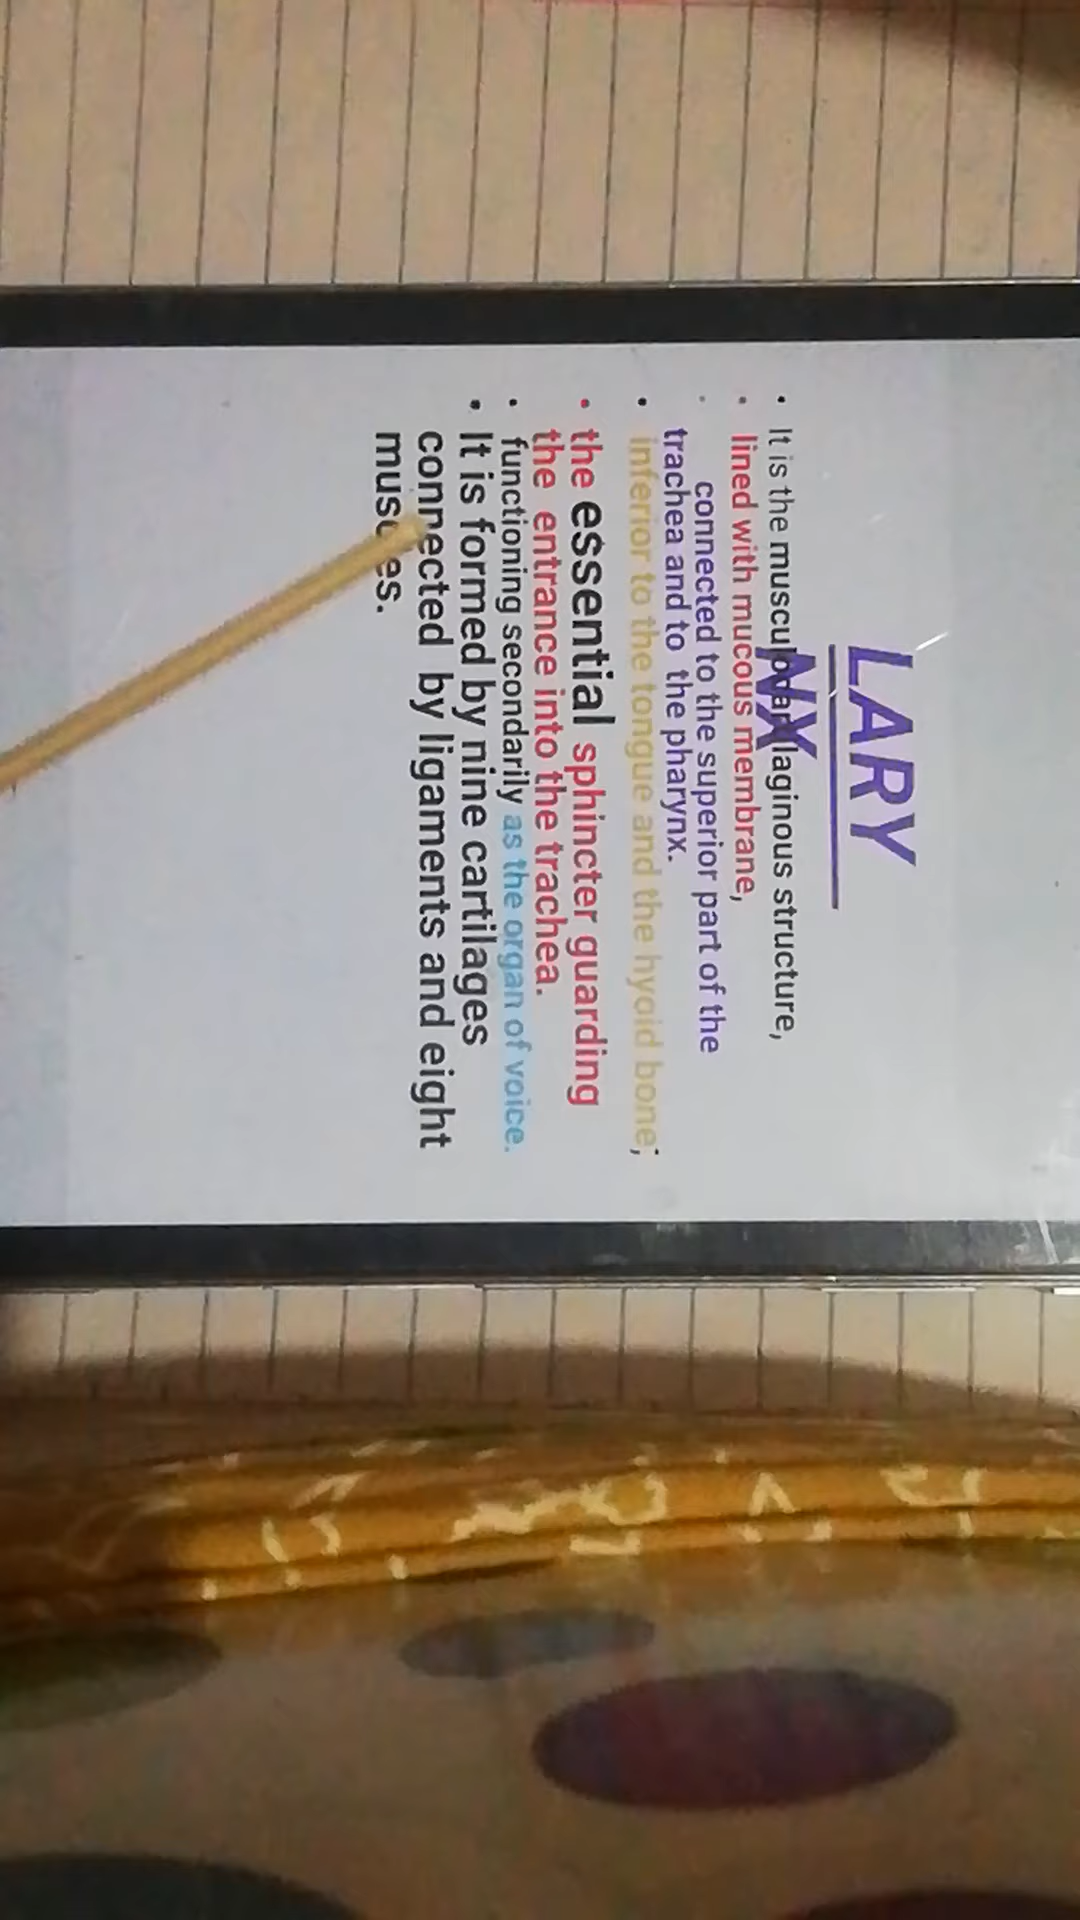 LARY
NX
• It is the musculocartilaginous structure,
• lined with mucous membrane,
• connected to the superior part of the
trachea and to the pharynx.
• inferior to the tongue and the hyoid bone;
• the essential sphincter guarding
the entrance into the trachea.
• functioning secondarily as the organ of voice.
• It is formed by nine cartilages
connected by ligaments and eight
muscles.